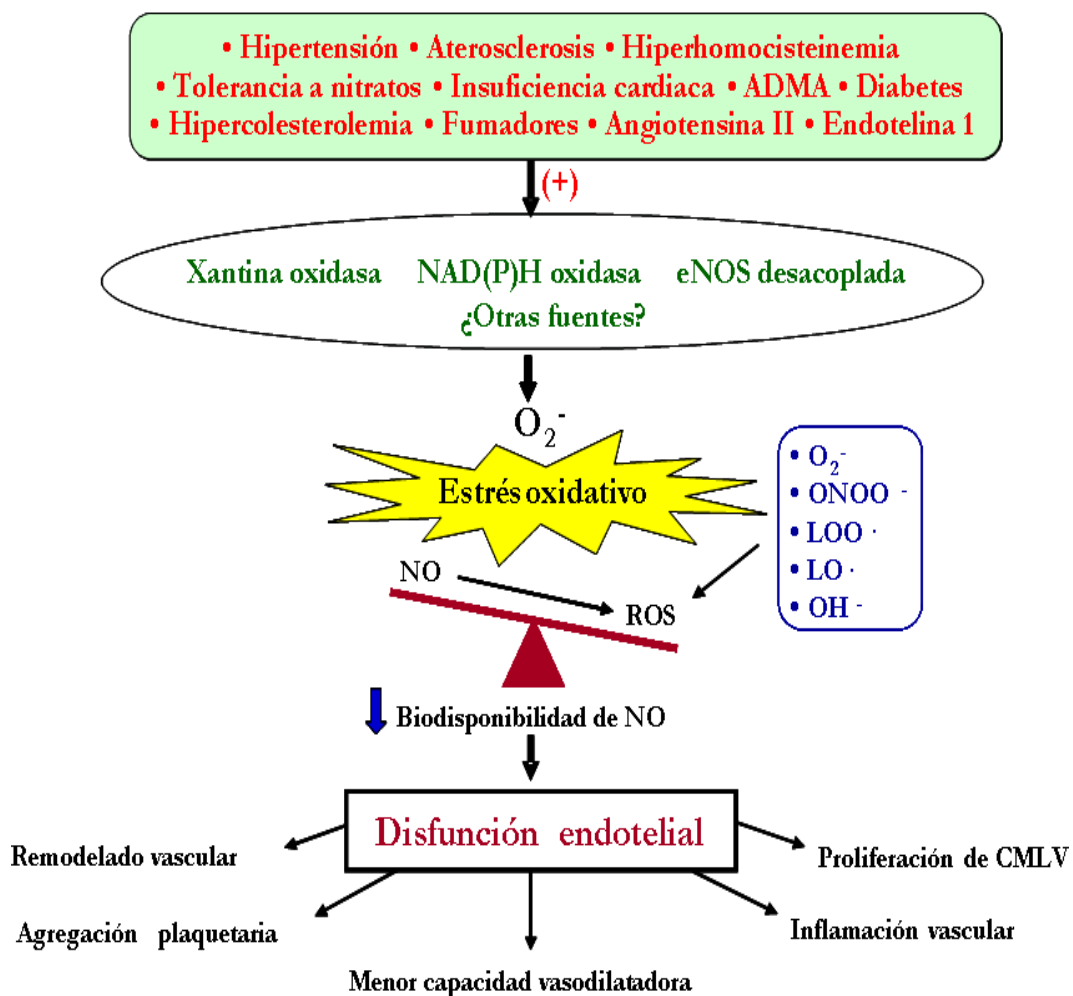 • Hipertensión • Aterosclerosis • Hiperhomocisteinemia
• Tolerancia a nitratos • Insuficiencia cardiaca • ADMA • Diabetes
• Hipercolesterolemia • Fumadores • Angiotensina II • Endotelina 1
(+)
Xantina oxidasa NAD(P)H oxidasa eNOS desacoplada
¿Otras fuentes?
O₂⁻
Estrés oxidativo
• O₂⁻
• ONOO ⁻
• LOO ·
• LO ·
• OH ⁻
NO
ROS
Biodisponibilidad de NO
Disfunción endotelial
Remodelado vascular
Proliferación de CMLV
Agregación plaquetaria
Inflamación vascular
Menor capacidad vasodilatadora